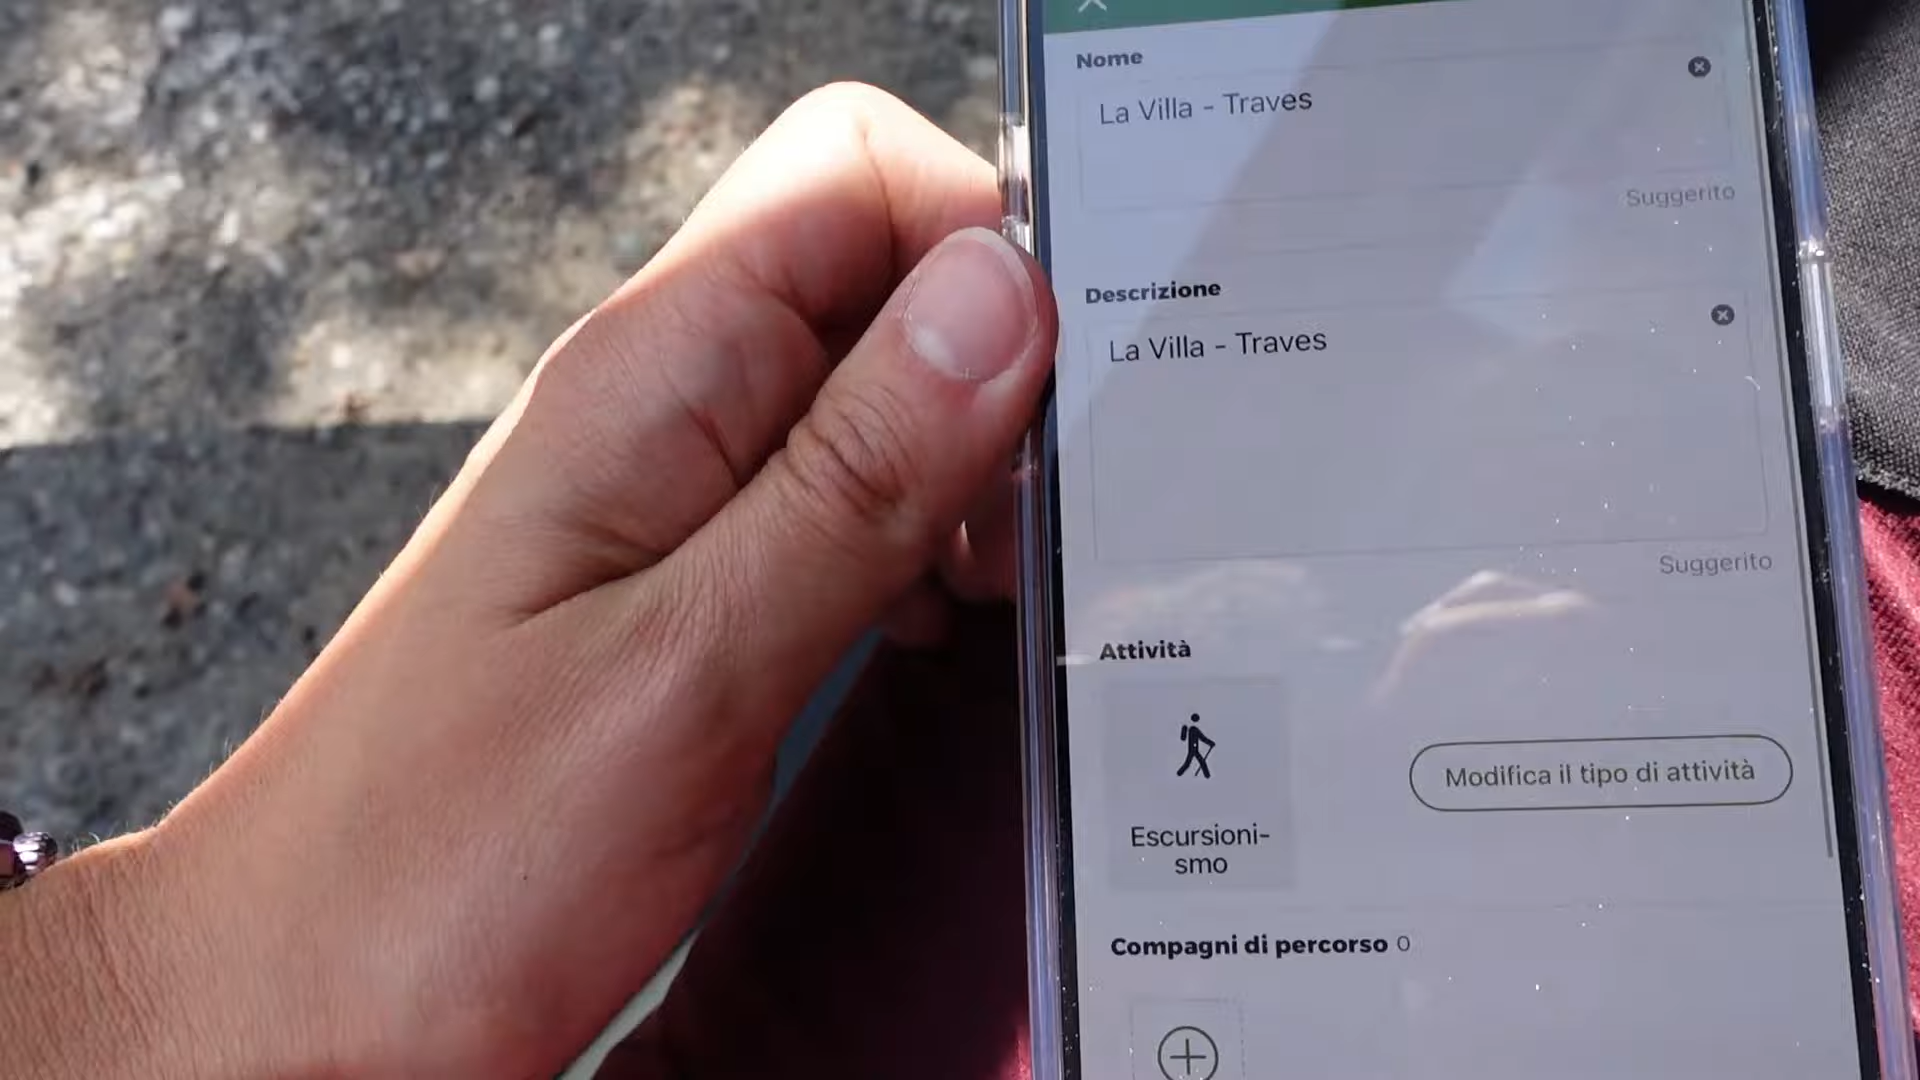 Nome
La Villa - Traves
Suggerito
Descrizione
La Villa - Traves
Suggerito
Attività
Escursioni-
smo
Modifica il tipo di attività
Compagni di percorso 0